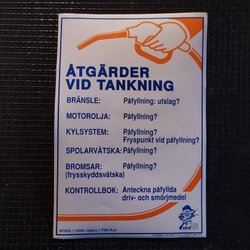 ÅTGÄRDER
VID TANKNING
BRÄNSLE: Påfyllning: utslag?
MOTOROLJA: Påfyllning?
KYLSYSTEM: Påfyllning?
Fryspunkt vid påfyllning?
SPOLARVÄTSKA: Påfyllning?
BROMSAR: Påfyllning?
(frysskyddsvätska)
KONTROLLBOK: Anteckna påfyllda
driv- och smörjmedel